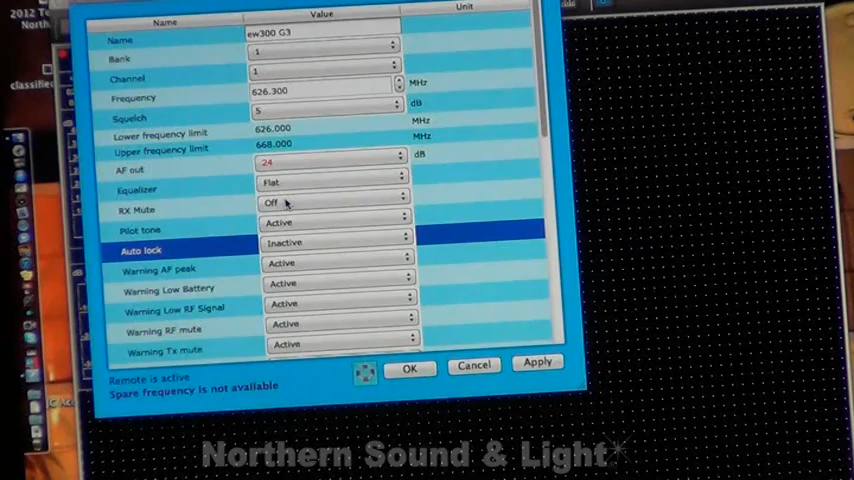 2012 Te
North
classified
Name Value Unit
Name ew300 G3
Bank 1
Channel 1
Frequency 626.300 MHz
Squelch 5 dB
Lower frequency limit 626.000 MHz
Upper frequency limit 668.000 MHz
AF out 24 dB
Equalizer Flat
RX Mute Off
Pilot tone Active
Auto lock Inactive
Warning AF peak Active
Warning Low Battery Active
Warning Low RF Signal Active
Warning RF mute Active
Warning Tx mute Active
Remote is active
Spare frequency is not available
OK Cancel Apply
Northern Sound & Light